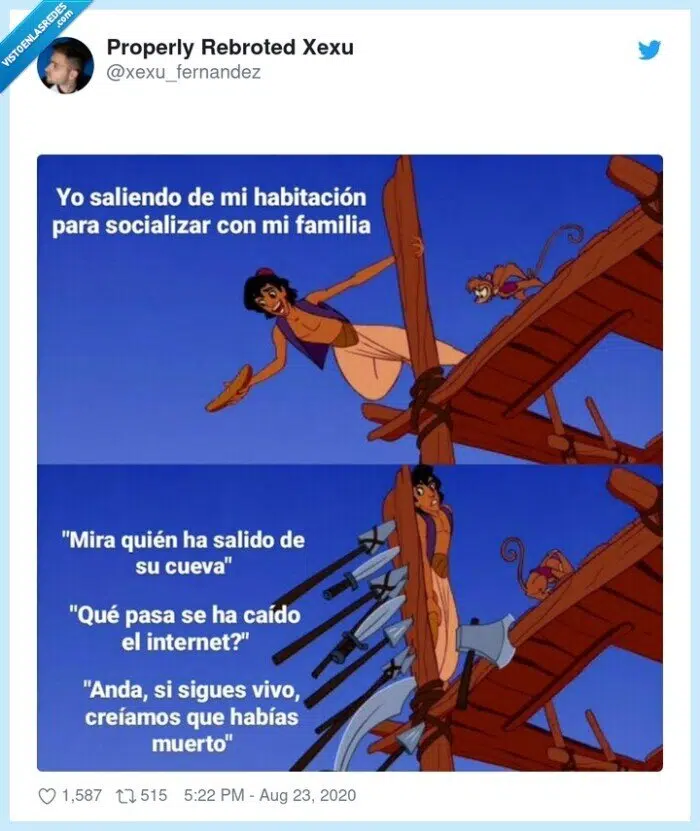 VISTOENLASREDES
.com
Properly Rebroted Xexu
@xexu_fernandez
Yo saliendo de mi habitación
para socializar con mi familia
"Mira quién ha salido de
su cueva"
"Qué pasa se ha caído
el internet?"
"Anda, si sigues vivo,
creíamos que habías
muerto"
1,587 515 5:22 PM - Aug 23, 2020